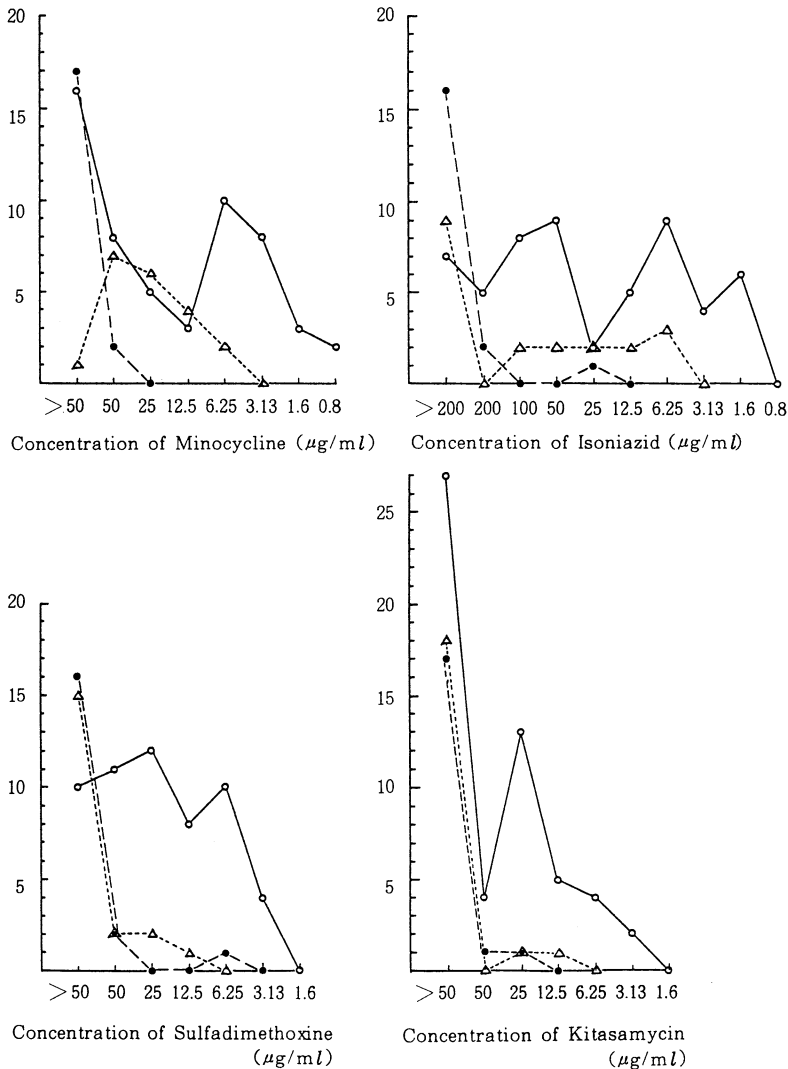 20
15
10
5
>50 50 25 12.5 6.25 3.13 1.6 0.8
Concentration of Minocycline (μg/ml)
20
15
10
5
>200 200 100 50 25 12.5 6.25 3.13 1.6 0.8
Concentration of Isoniazid (μg/ml)
20
15
10
5
>50 50 25 12.5 6.25 3.13 1.6
Concentration of Sulfadimethoxine
(μg/ml)
25
20
15
10
5
>50 50 25 12.5 6.25 3.13 1.6
Concentration of Kitasamycin
(μg/ml)